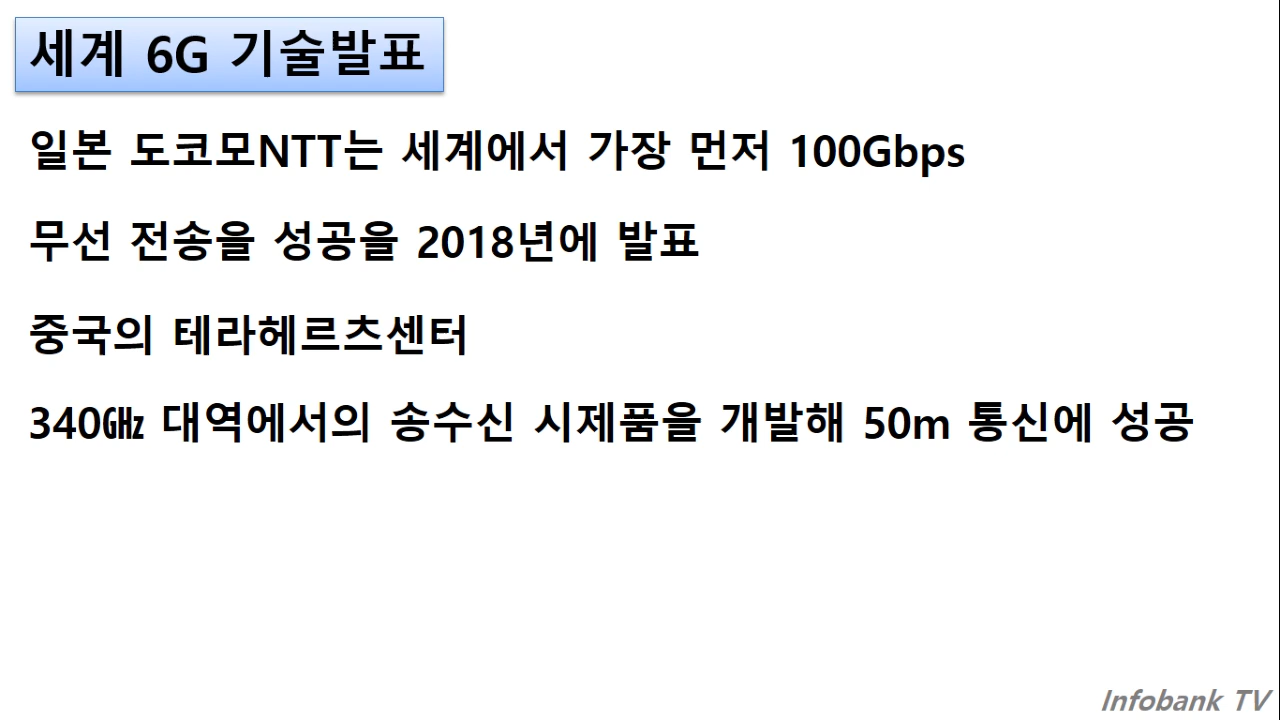 세계 6G 기술발표
일본 도코모NTT는 세계에서 가장 먼저 100Gbps
무선 전송을 성공을 2018년에 발표
중국의 테라헤르츠센터
340㎓ 대역에서의 송수신 시제품을 개발해 50m 통신에 성공
Infobank TV